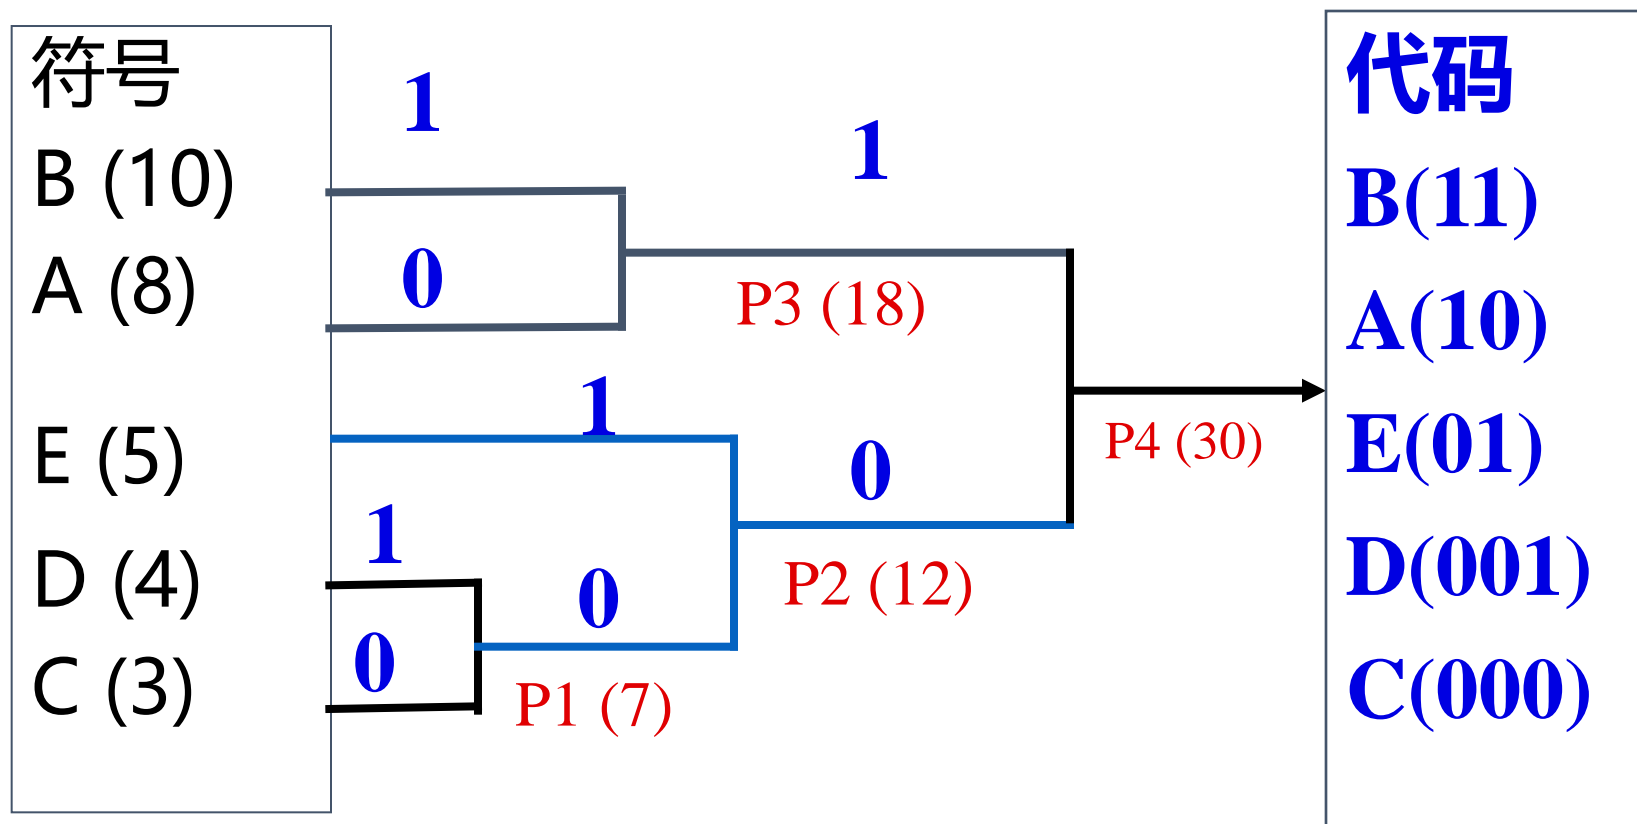 符号
B (10)
A (8)
E (5)
D (4)
C (3)
1
0
1
1
0
0
1
P3 (18)
0
P2 (12)
P1 (7)
P4 (30)
代码
B(11)
A(10)
E(01)
D(001)
C(000)